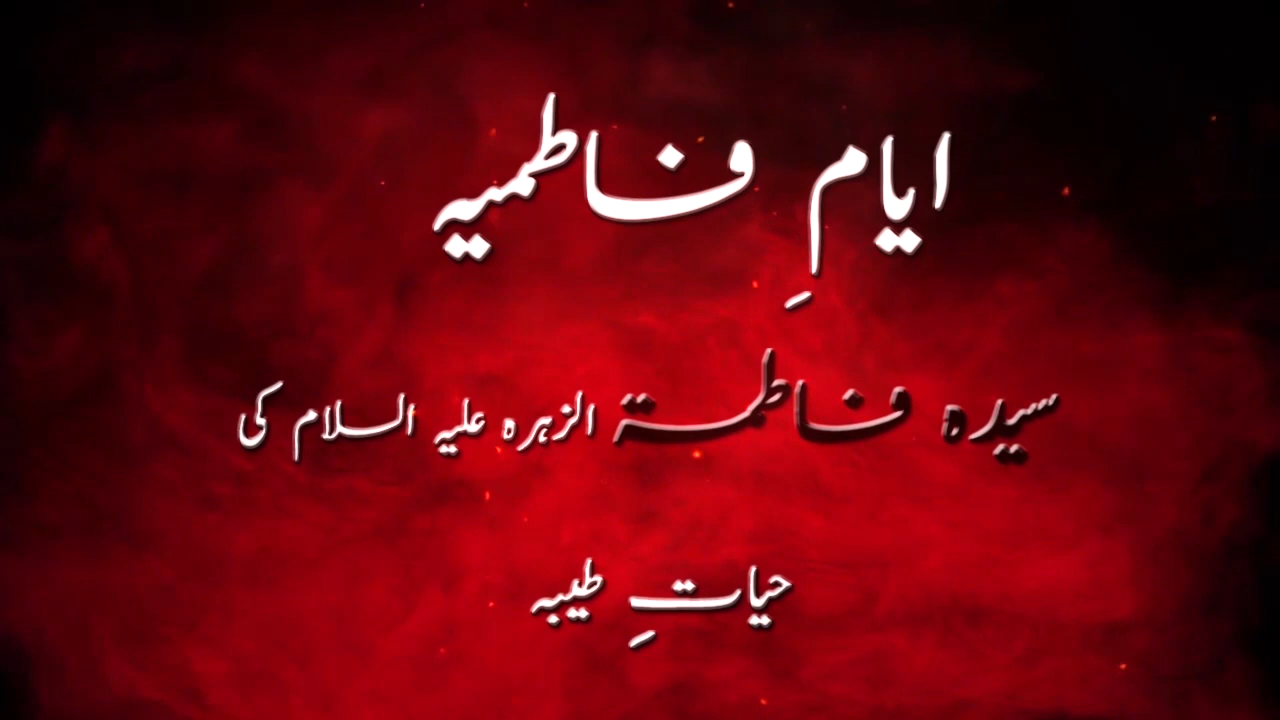 ایامِ فاطمیہ
سیدہ فاطمۃ الزہرہ علیہ السلام کی
حیاتِ طیبہ